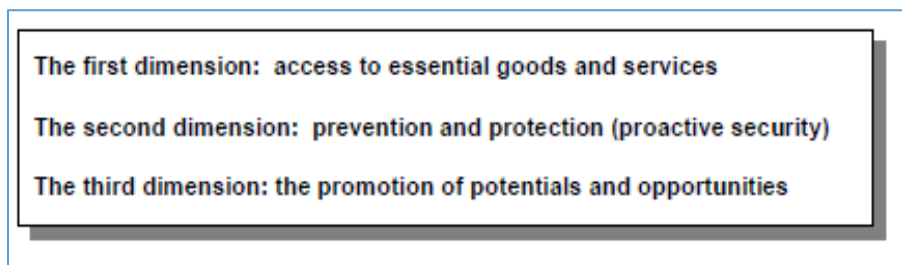 The first dimension:  access to essential goods and services
The second dimension:  prevention and protection (proactive security)
The third dimension: the promotion of potentials and opportunities